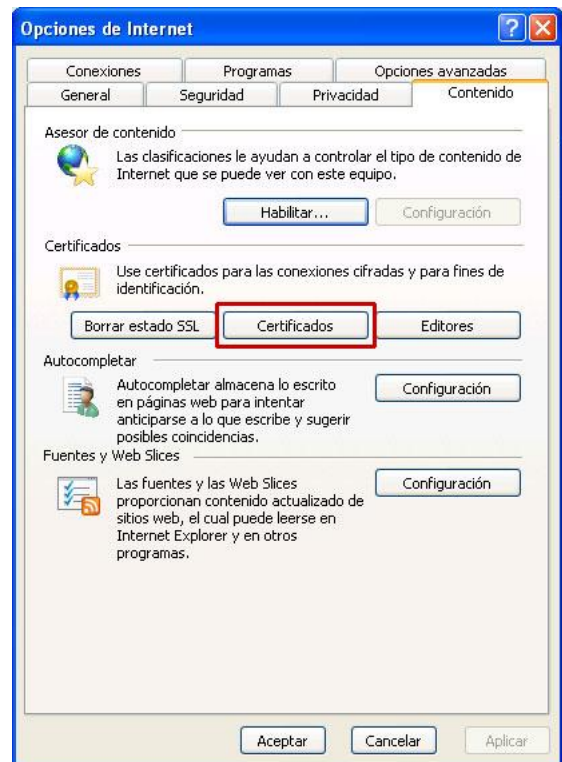 Opciones de Internet
Conexiones Programas Opciones avanzadas
General Seguridad Privacidad Contenido
Asesor de contenido
Las clasificaciones le ayudan a controlar el tipo de contenido de
Internet que se puede ver con este equipo.
Habilitar... Configuración
Certificados
Use certificados para las conexiones cifradas y para fines de
identificación.
Borrar estado SSL Certificados Editores
Autocompletar
Autocompletar almacena lo escrito
en páginas web para intentar
anticiparse a lo que escribe y sugerir
posibles coincidencias.
Configuración
Fuentes y Web Slices
Las fuentes y las Web Slices
proporcionan contenido actualizado de
sitios web, el cual puede leerse en
Internet Explorer y en otros
programas.
Configuración
Aceptar Cancelar Aplicar